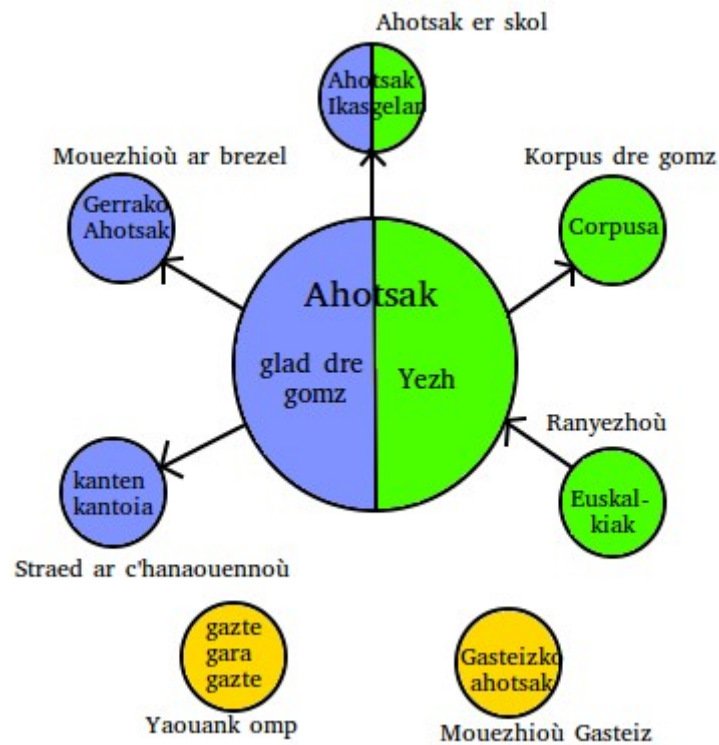 Ahotsak er skol
Ahotsak
Ikasgelan
Mouezhioù ar brezel
Gerrako
Ahotsak
Korpus dre gomz
Corpusa
Ahotsak
glad dre
gomz
Yezh
Ranyezhoù
Euskal-
kiak
kanten
kantoia
Straed ar c'hanaouennoù
gazte
gara
gazte
Yaouank omp
Gasteizko
ahotsak
Mouezhioù Gasteiz